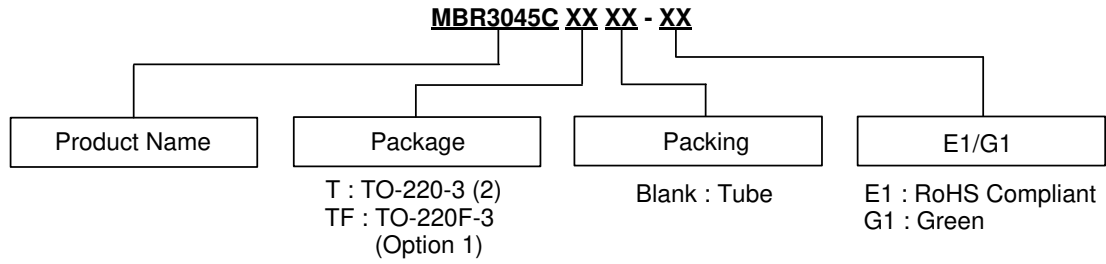 MBR3045C XX XX - XX
Product Name
Package
Packing
E1/G1
T : TO-220-3 (2)
TF : TO-220F-3
(Option 1)
Blank : Tube
E1 : RoHS Compliant
G1 : Green